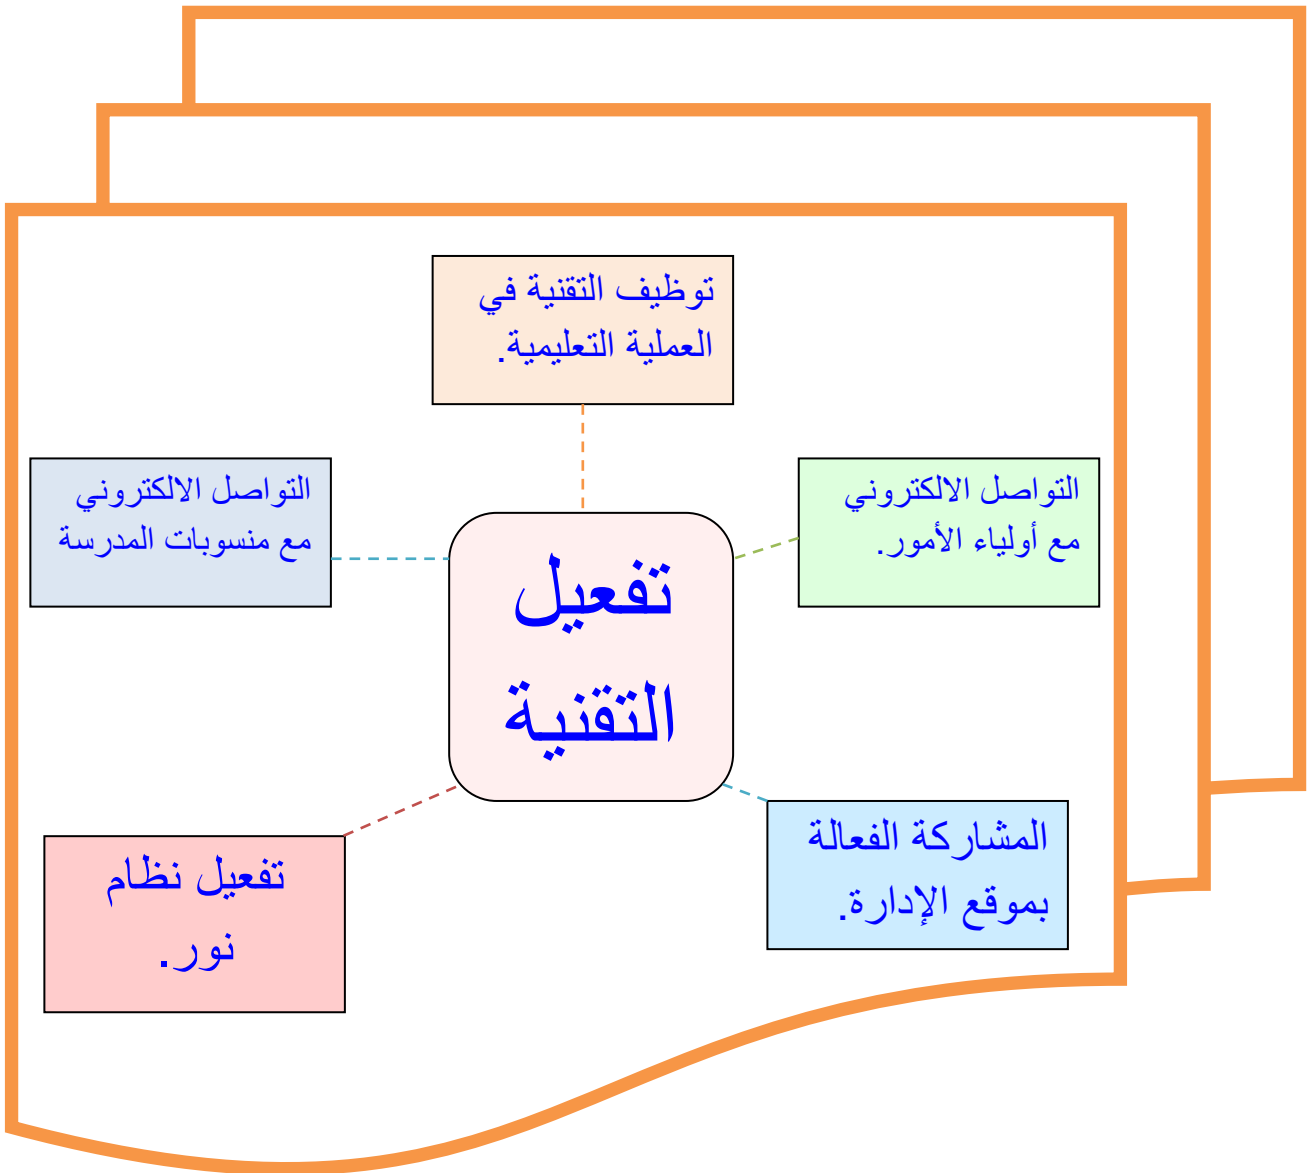 توظيف التقنية في
العملية التعليمية.
التواصل الالكتروني
مع أولياء الأمور.
التواصل الالكتروني
مع منسوبات المدرسة
تفعيل
التقنية
المشاركة الفعالة
بموقع الإدارة.
تفعيل نظام
نور.